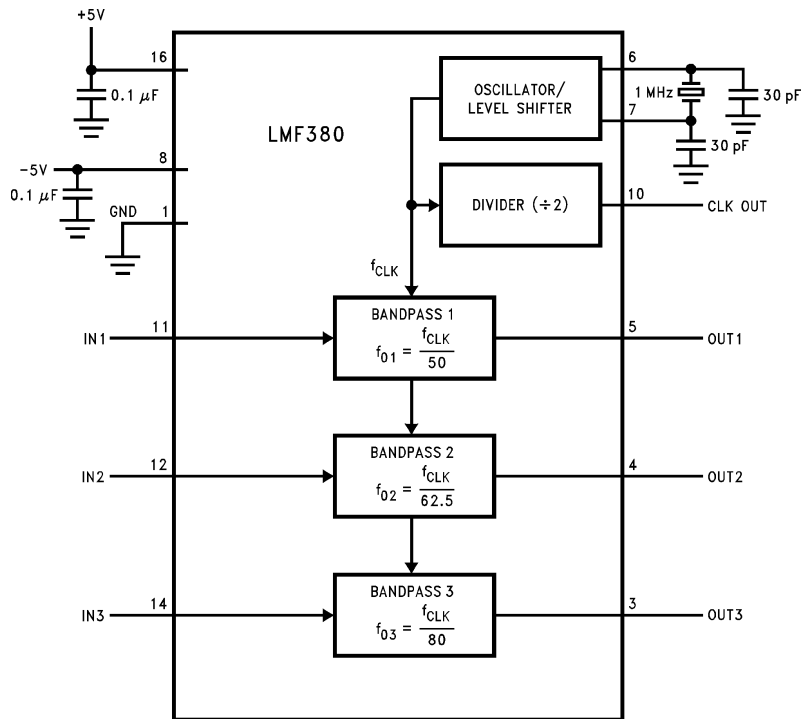 +5V
16
0.1 μF
-5V
8
0.1 μF
GND
1
LMF380
OSCILLATOR/
LEVEL SHIFTER
6
1 MHz
30 pF
7
30 pF
DIVIDER (÷2)
10
CLK OUT
fCLK
IN1
11
BANDPASS 1
f01 = fCLK
50
5
OUT1
IN2
12
BANDPASS 2
f02 = fCLK
62.5
4
OUT2
IN3
14
BANDPASS 3
f03 = fCLK
80
3
OUT3